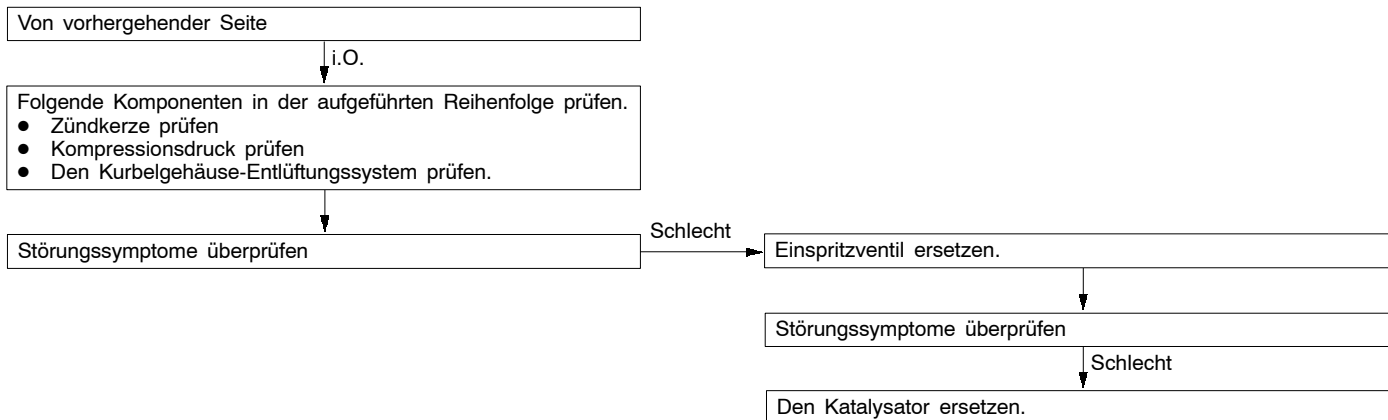 Von vorhergehender Seite
i.O.
Folgende Komponenten in der aufgeführten Reihenfolge prüfen.
● Zündkerze prüfen
● Kompressionsdruck prüfen
● Den Kurbelgehäuse-Entlüftungssystem prüfen.
Störungssymptome überprüfen
Schlecht
Einspritzventil ersetzen.
Störungssymptome überprüfen
Schlecht
Den Katalysator ersetzen.